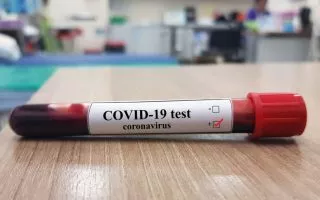 COVID-19 test
coronavirus
-
+